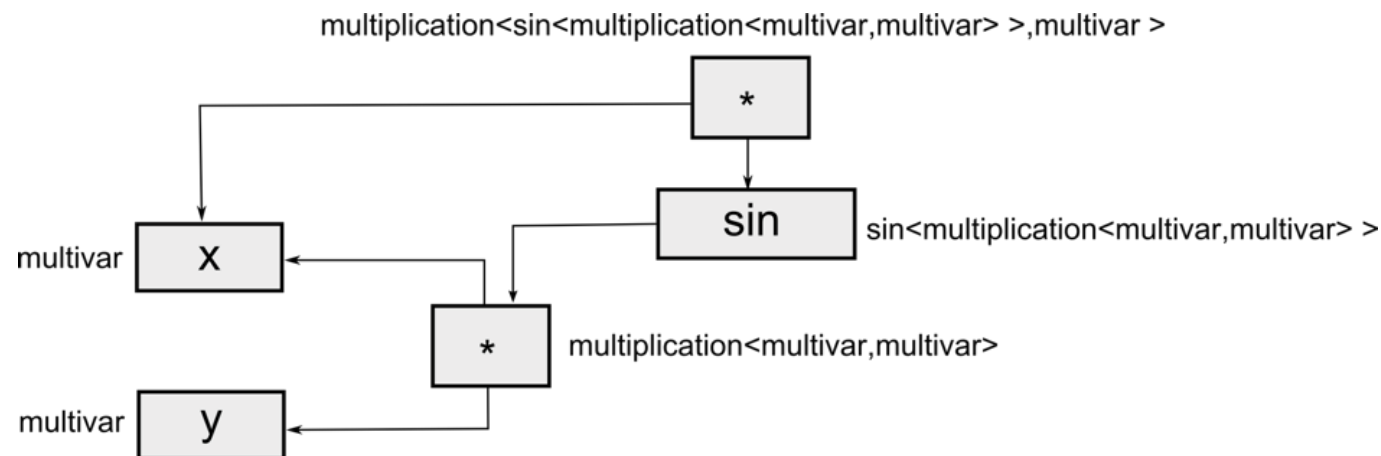 multiplication<sin<multiplication<multivar,multivar> >,multivar >
*
sin
sin<multiplication<multivar,multivar> >
multivar
x
*
multiplication<multivar,multivar>
multivar
y